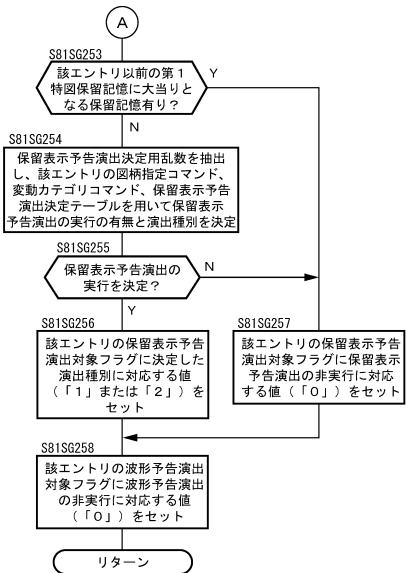 A
S81SG253
該エントリ以前の第１
特図保留記憶に大当りと
なる保留記憶有り？
Y
N
S81SG254
保留表示予告演出決定用乱数を抽出
し、該エントリの図柄指定コマンド、
変動カテゴリコマンド、保留表示予告
演出決定テーブルを用いて保留表示
予告演出の実行の有無と演出種別を決定
S81SG255
保留表示予告演出の
実行を決定？
N
Y
S81SG256
該エントリの保留表示予告
演出対象フラグに決定した
演出種別に対応する値
（「１」または「２」）を
セット
S81SG257
該エントリの保留表示予告
演出対象フラグに保留表示
予告演出の非実行に対応
する値（「０」）をセット
S81SG258
該エントリの波形予告演出
対象フラグに波形予告演出
の非実行に対応する値
（「０」）をセット
リターン